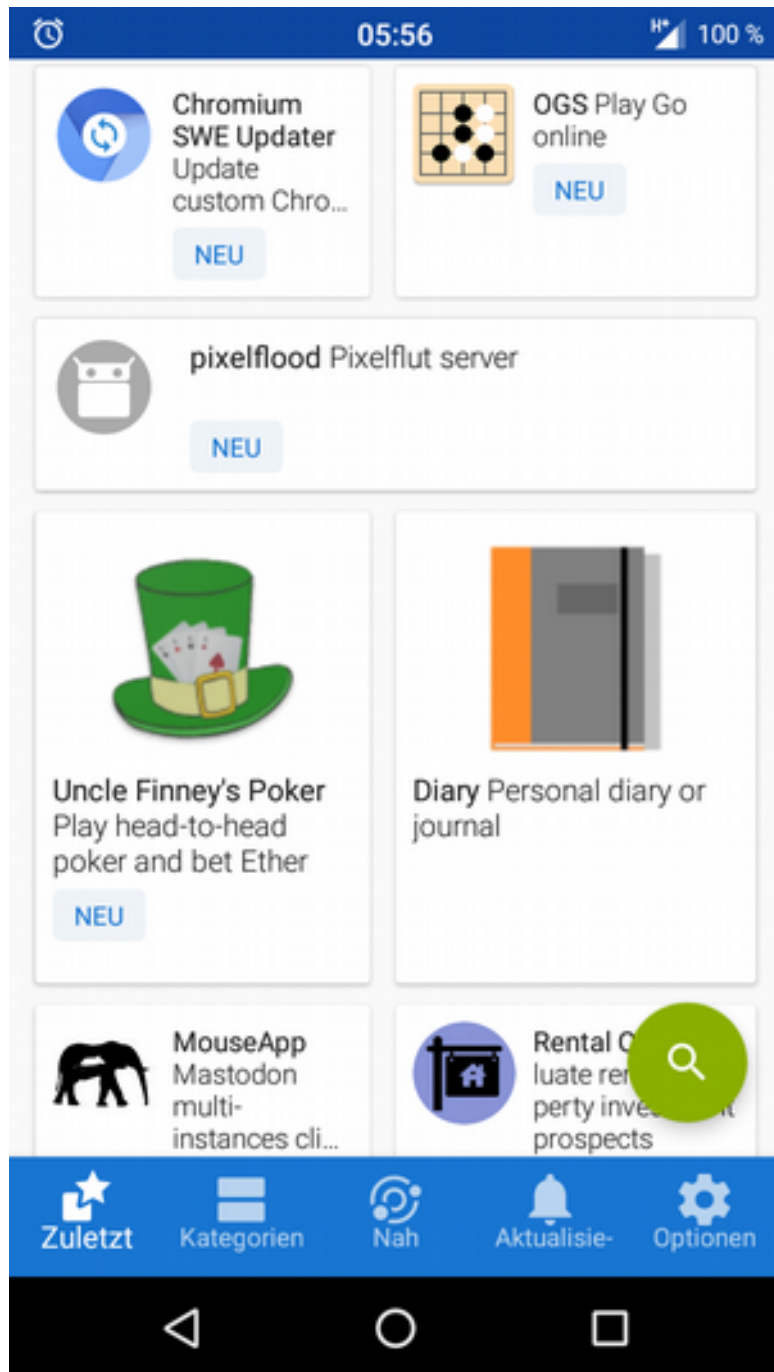 05:56
H+
100 %
Chromium
SWE Updater
Update
custom Chro...
NEU
OGS Play Go
online
NEU
pixelflood Pixelflut server
NEU
Uncle Finney's Poker
Play head-to-head
poker and bet Ether
NEU
Diary Personal diary or
journal
MouseApp
Mastodon
multi-
instances cli...
Rental
luate
perty
prospects
Zuletzt
Kategorien
Nah
Aktualisie-
Optionen